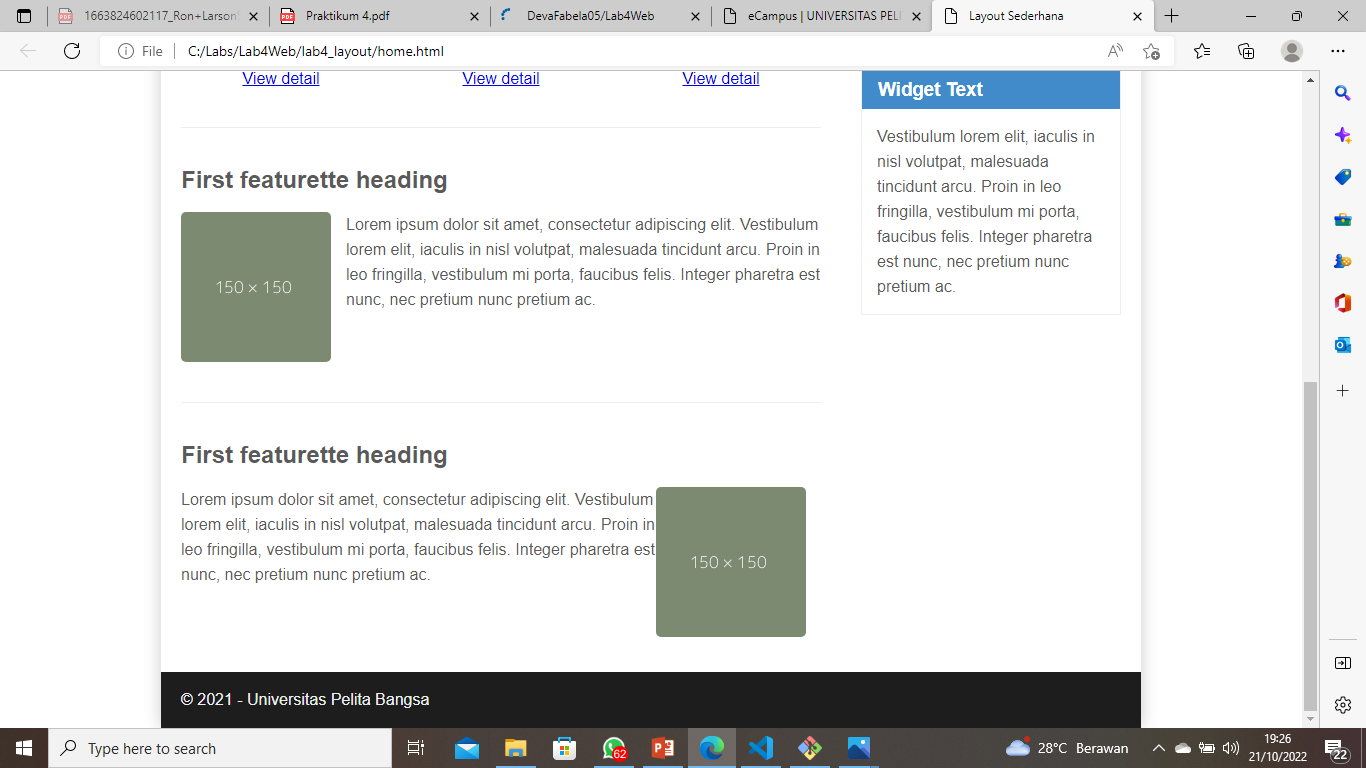 1663824602117_Ron+Larson
Praktikum 4.pdf
DevaFabela05/Lab4Web
eCampus | UNIVERSITAS PELI
Layout Sederhana
File
C:/Labs/Lab4Web/lab4_layout/home.html
View detail
View detail
View detail
First featurette heading
150 × 150
Lorem ipsum dolor sit amet, consectetur adipiscing elit. Vestibulum
lorem elit, iaculis in nisl volutpat, malesuada tincidunt arcu. Proin in
leo fringilla, vestibulum mi porta, faucibus felis. Integer pharetra est
nunc, nec pretium nunc pretium ac.
First featurette heading
Lorem ipsum dolor sit amet, consectetur adipiscing elit. Vestibulum
lorem elit, iaculis in nisl volutpat, malesuada tincidunt arcu. Proin in
leo fringilla, vestibulum mi porta, faucibus felis. Integer pharetra est
nunc, nec pretium nunc pretium ac.
150 × 150
Widget Text
Vestibulum lorem elit, iaculis in
nisl volutpat, malesuada
tincidunt arcu. Proin in leo
fringilla, vestibulum mi porta,
faucibus felis. Integer pharetra
est nunc, nec pretium nunc
pretium ac.
© 2021 - Universitas Pelita Bangsa
Type here to search
62
28°C Berawan
19:26
21/10/2022
22